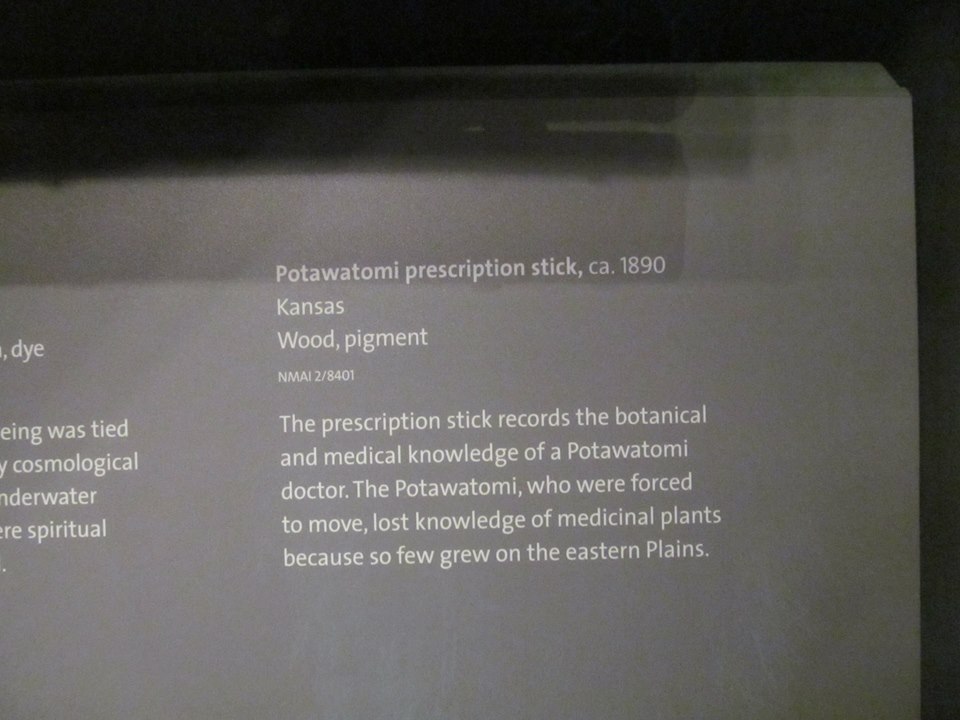 Potawatomi prescription stick, ca. 1890
Kansas
Wood, pigment
NMAI 2/8401
The prescription stick records the botanical
and medical knowledge of a Potawatomi
doctor. The Potawatomi, who were forced
to move, lost knowledge of medicinal plants
because so few grew on the eastern Plains.
, dye
eing was tied
y cosmological
nderwater
ere spiritual
.